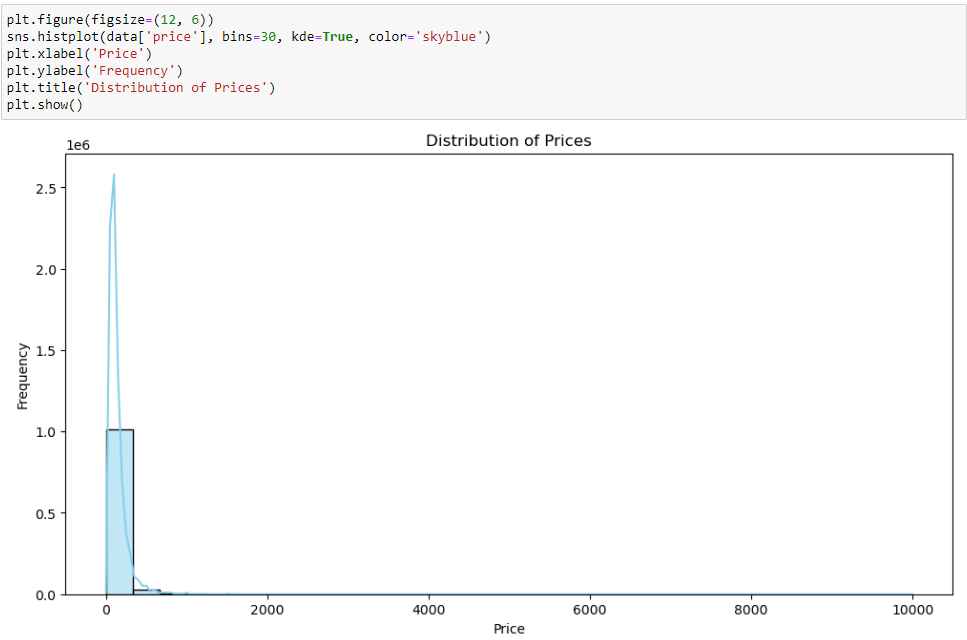 plt.figure(figsize=(12, 6))
sns.histplot(data['price'], bins=30, kde=True, color='skyblue')
plt.xlabel('Price')
plt.ylabel('Frequency')
plt.title('Distribution of Prices')
plt.show()
Distribution of Prices
1e6
2.5
2.0
1.5
1.0
0.5
0.0
Frequency
0 2000 4000 6000 8000 10000
Price